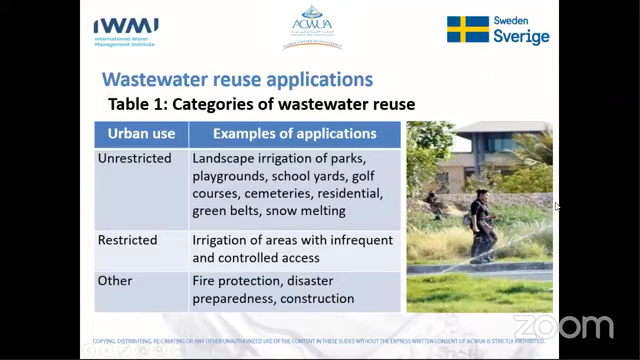 IWMI
International Water
Management Institute
ACWUA
Sweden
Sverige
Wastewater reuse applications
Table 1: Categories of wastewater reuse
Urban use
Examples of applications
Unrestricted
Landscape irrigation of parks,
playgrounds, school yards, golf
courses, cemeteries, residential,
green belts, snow melting
Restricted
Irrigation of areas with infrequent
and controlled access
Other
Fire protection, disaster
preparedness, construction
zoom
COPYING, DISTRIBUTING, RE-CREATING OR ANY OTHER UNAUTHORIZED USE OF THE CONTENT IN THESE SLIDES WITHOUT THE EXPRESS WRITTEN CONSENT OF ACWUA IS STRICTLY PROHIBITED.